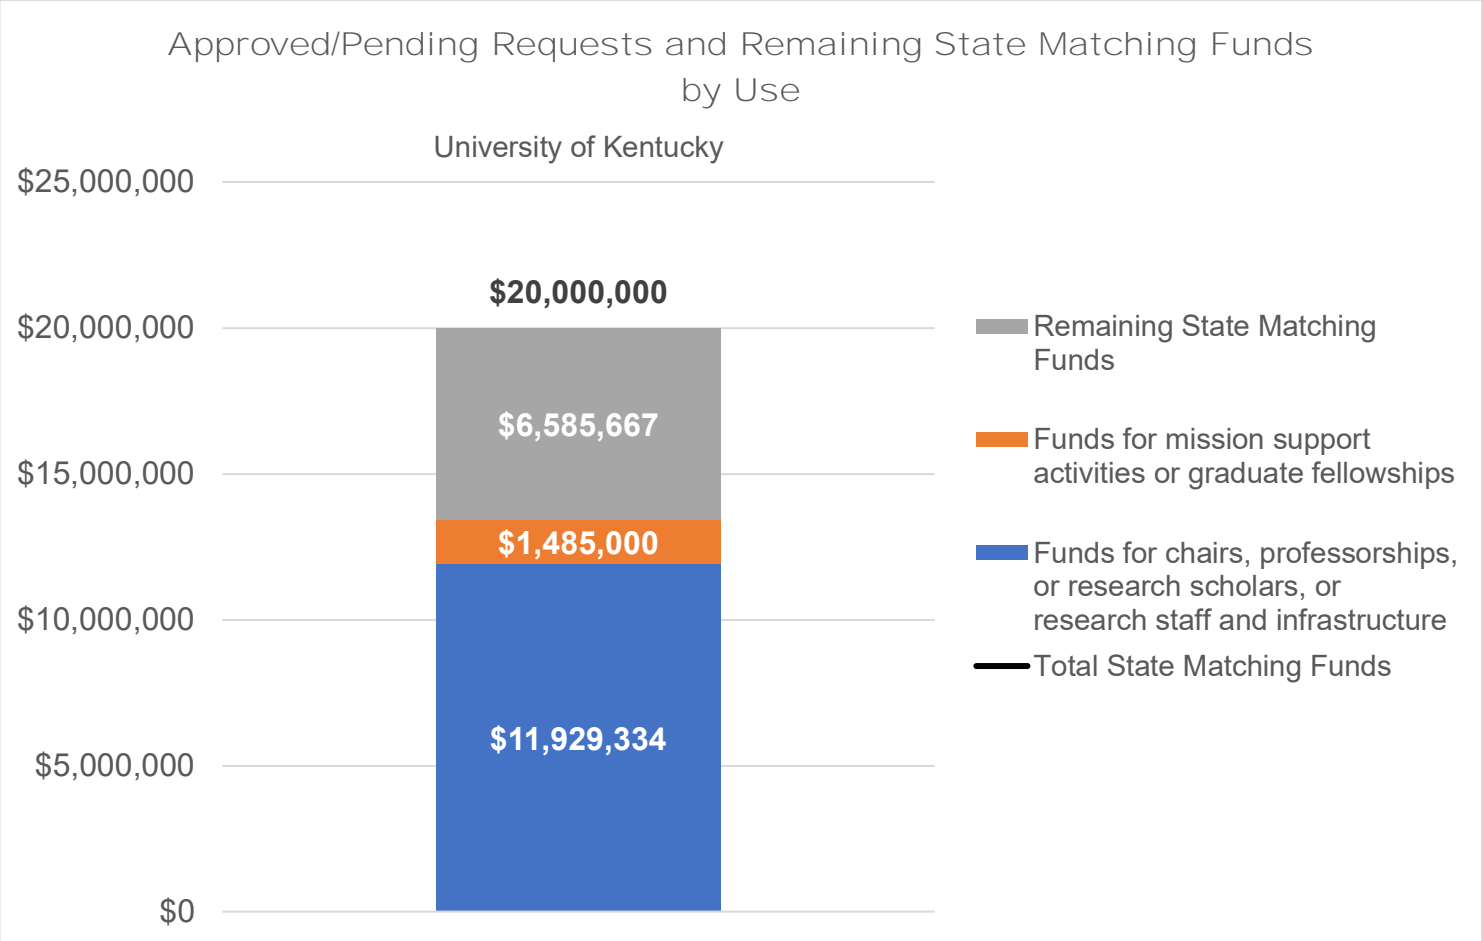 Approved/Pending Requests and Remaining State Matching Funds
by Use
University of Kentucky
$25,000,000
$20,000,000
$15,000,000
$10,000,000
$5,000,000
$0
$20,000,000
$6,585,667
$1,485,000
$11,929,334
Remaining State Matching
Funds
Funds for mission support
activities or graduate fellowships
Funds for chairs, professorships,
or research scholars, or
research staff and infrastructure
Total State Matching Funds